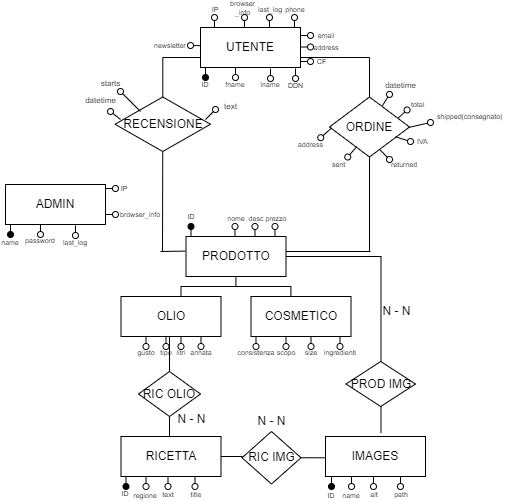 IP
browser
_info
last_log
phone
newsletter
UTENTE
email
address
CF
ID
fname
lname
DDN
starts
datetime
text
RECENSIONE
datetime
total
shipped(consegnato)
IVA
returned
sent
address
ORDINE
ADMIN
IP
browser_info
name
password
last_log
ID
nome
desc
prezzo
PRODOTTO
OLIO
COSMETICO
gusto
tipo
litri
annata
consistenza
scopo
size
ingredienti
N - N
RIC OLIO
PROD IMG
N - N
N - N
RICETTA
RIC IMG
IMAGES
ID
regione
text
title
ID
name
alt
path